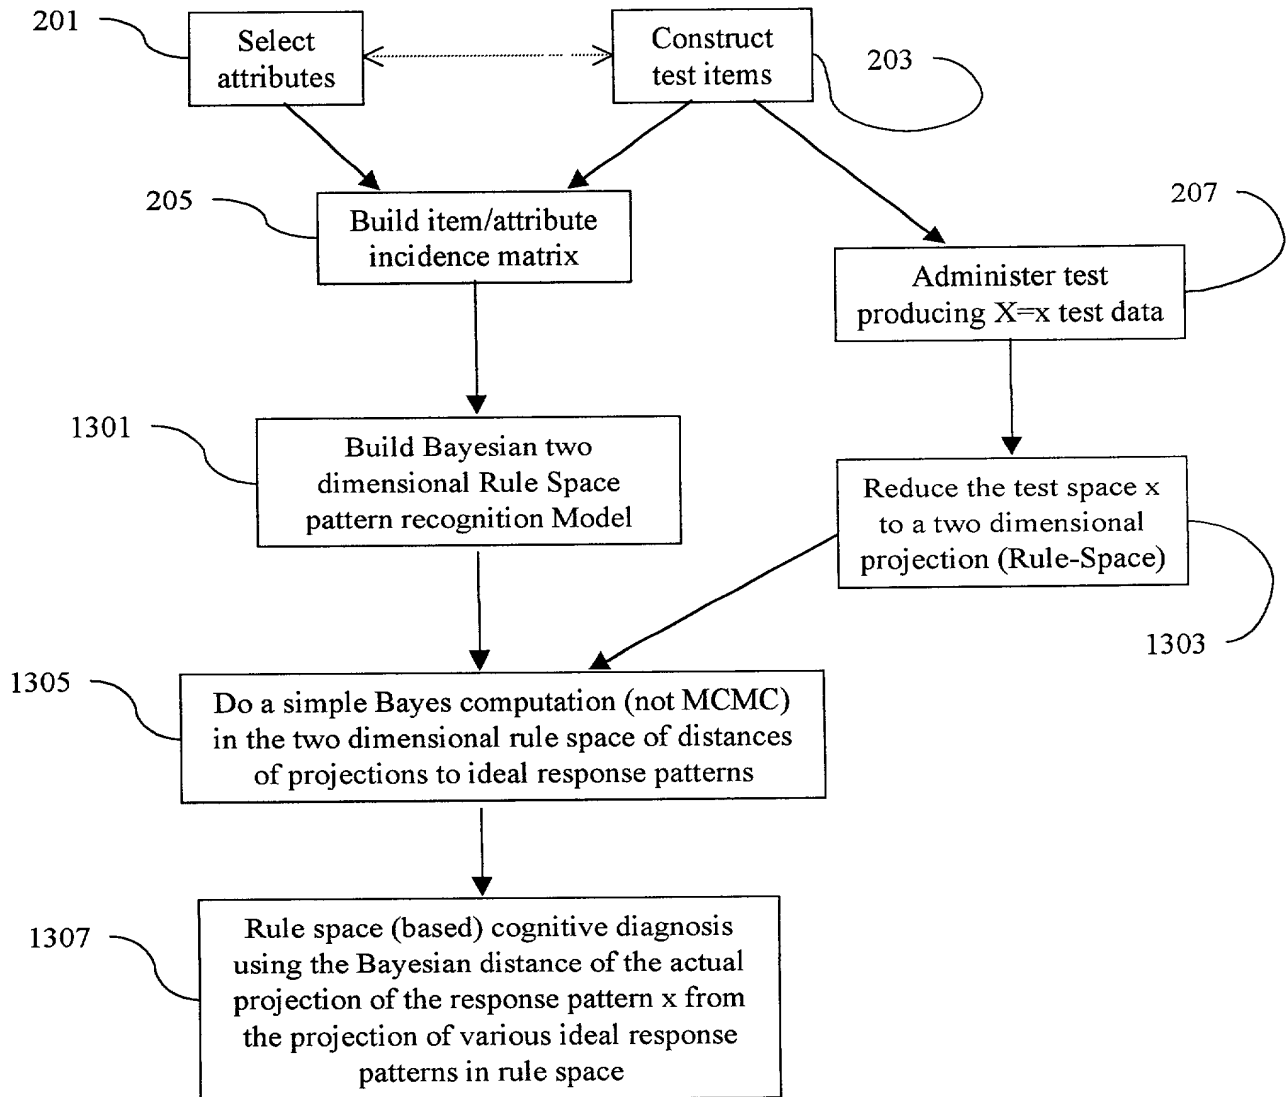 201
Select
attributes
Construct
test items
203
205
Build item/attribute
incidence matrix
207
Administer test
producing X=x test data
1301
Build Bayesian two
dimensional Rule Space
pattern recognition Model
Reduce the test space x
to a two dimensional
projection (Rule-Space)
1303
1305
Do a simple Bayes computation (not MCMC)
in the two dimensional rule space of distances
of projections to ideal response patterns
1307
Rule space (based) cognitive diagnosis
using the Bayesian distance of the actual
projection of the response pattern x from
the projection of various ideal response
patterns in rule space